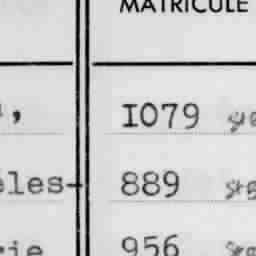 MATRICULE
, I079
eles- 889
956